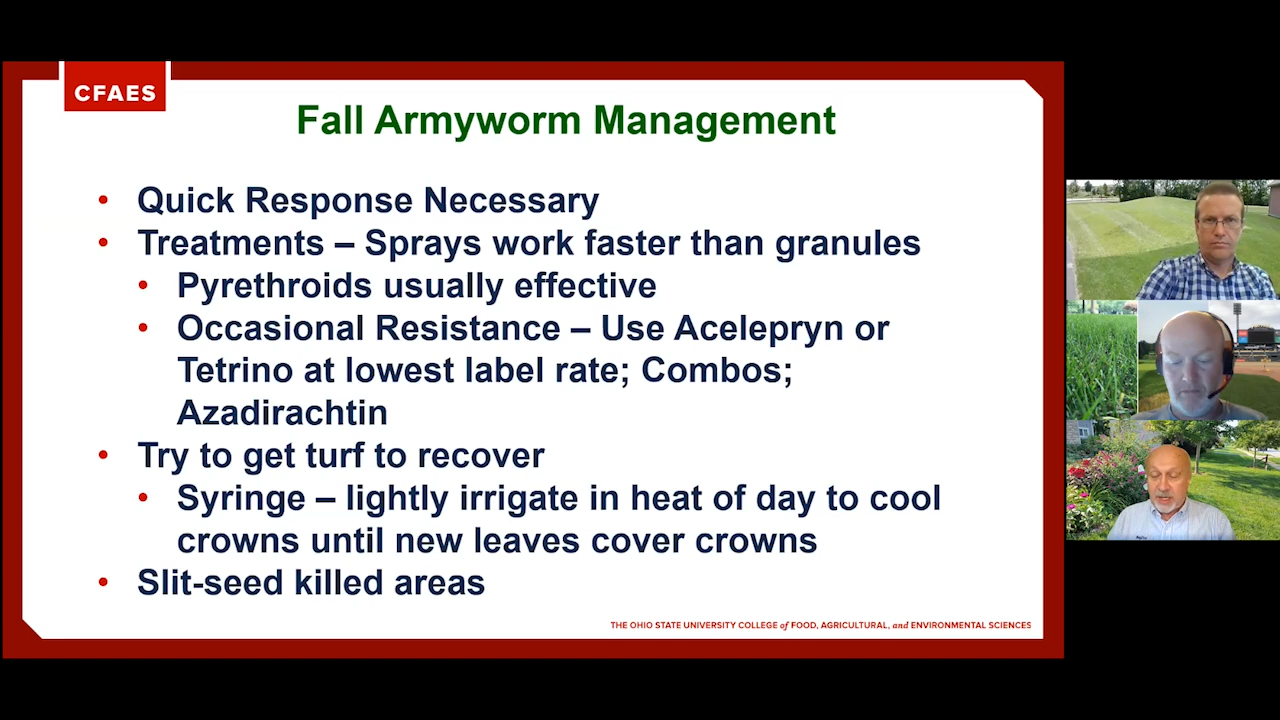 CFAES
Fall Armyworm Management
• Quick Response Necessary
• Treatments – Sprays work faster than granules
• Pyrethroids usually effective
• Occasional Resistance – Use Acelepryn or
Tetrino at lowest label rate; Combos;
Azadirachtin
• Try to get turf to recover
• Syringe – lightly irrigate in heat of day to cool
crowns until new leaves cover crowns
• Slit-seed killed areas
THE OHIO STATE UNIVERSITY COLLEGE of FOOD, AGRICULTURAL, and ENVIRONMENTAL SCIENCES